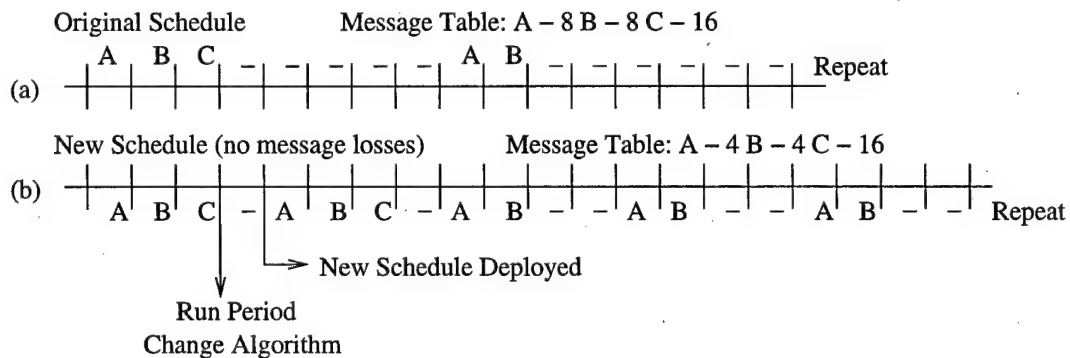 Original Schedule Message Table: A – 8 B – 8 C – 16
A B C – – – – – A B – – – – – – Repeat
(a)
New Schedule (no message losses) Message Table: A – 4 B – 4 C – 16
(b)
A B C – A B C – A B – – A B – – A B – – Repeat
New Schedule Deployed
Run Period
Change Algorithm